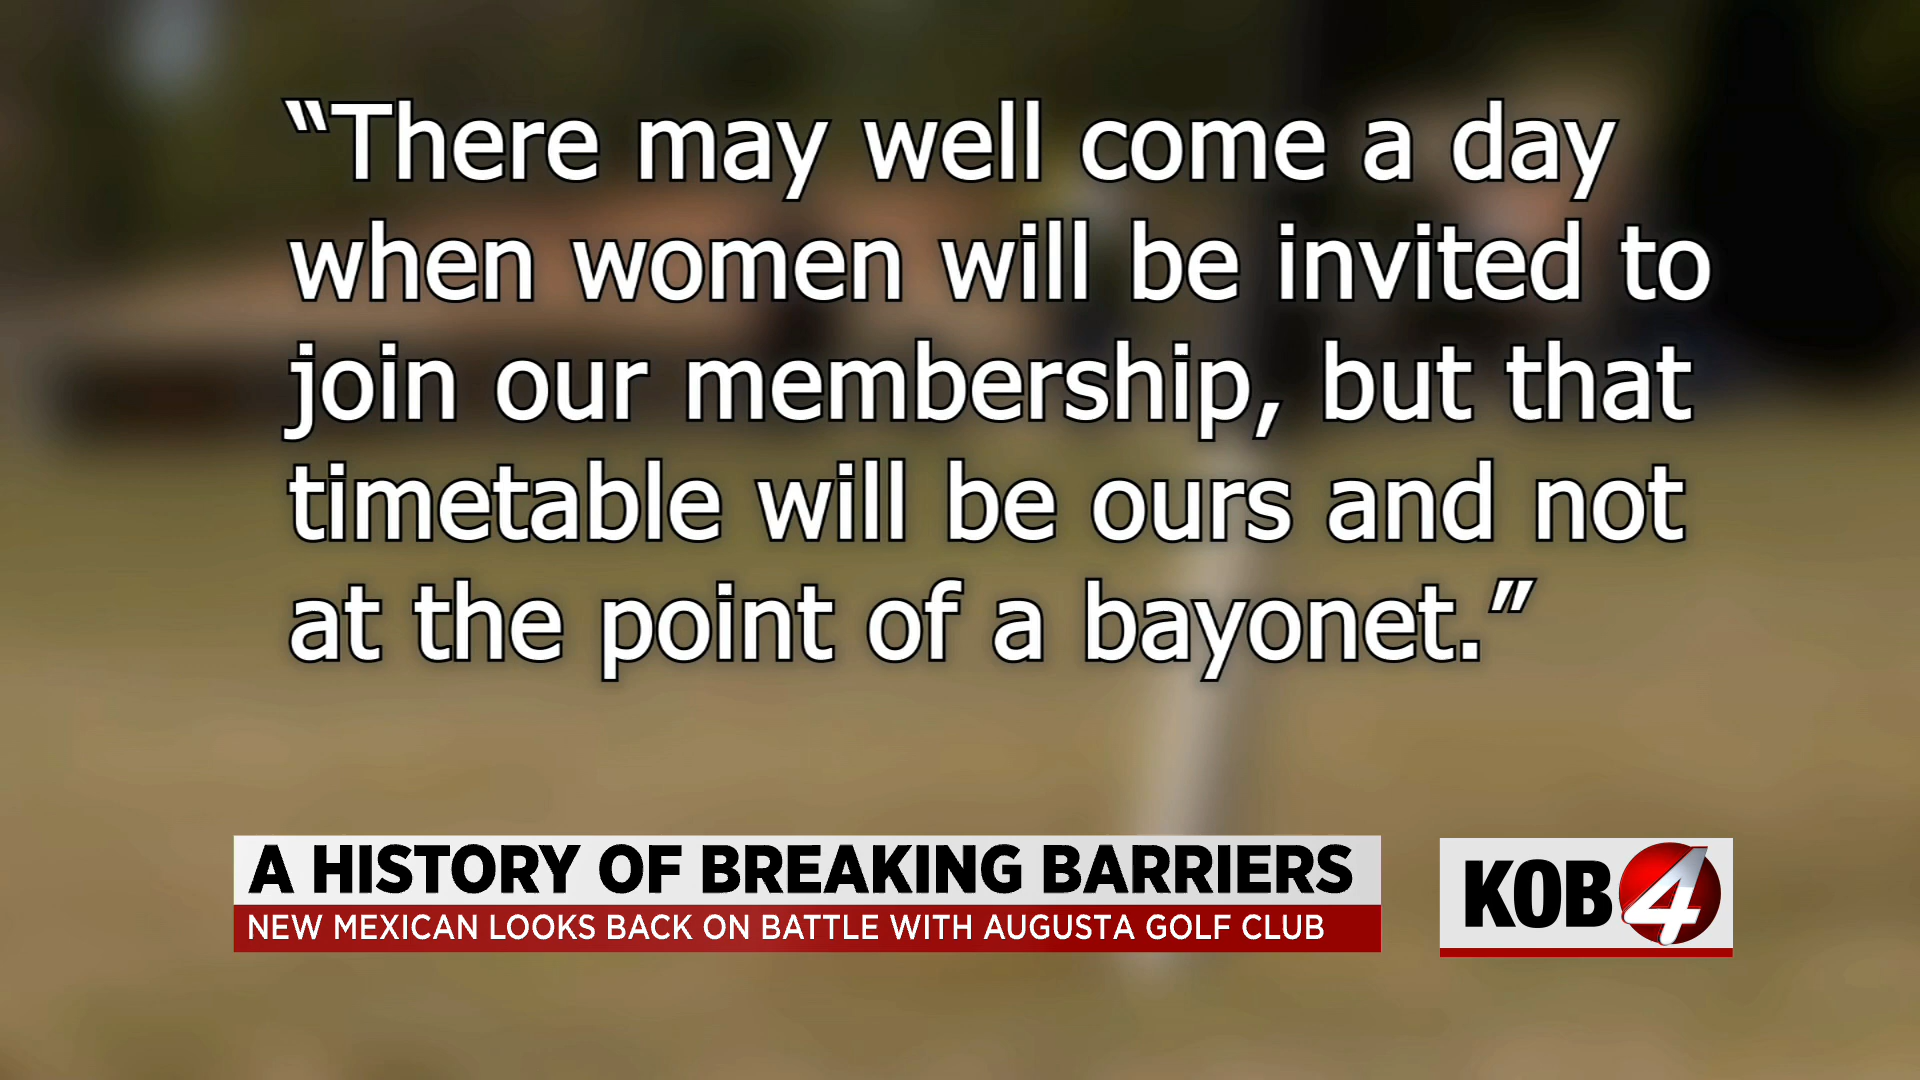 “There may well come a day
when women will be invited to
join our membership, but that
timetable will be ours and not
at the point of a bayonet.”
A HISTORY OF BREAKING BARRIERS
NEW MEXICAN LOOKS BACK ON BATTLE WITH AUGUSTA GOLF CLUB
KOB 4